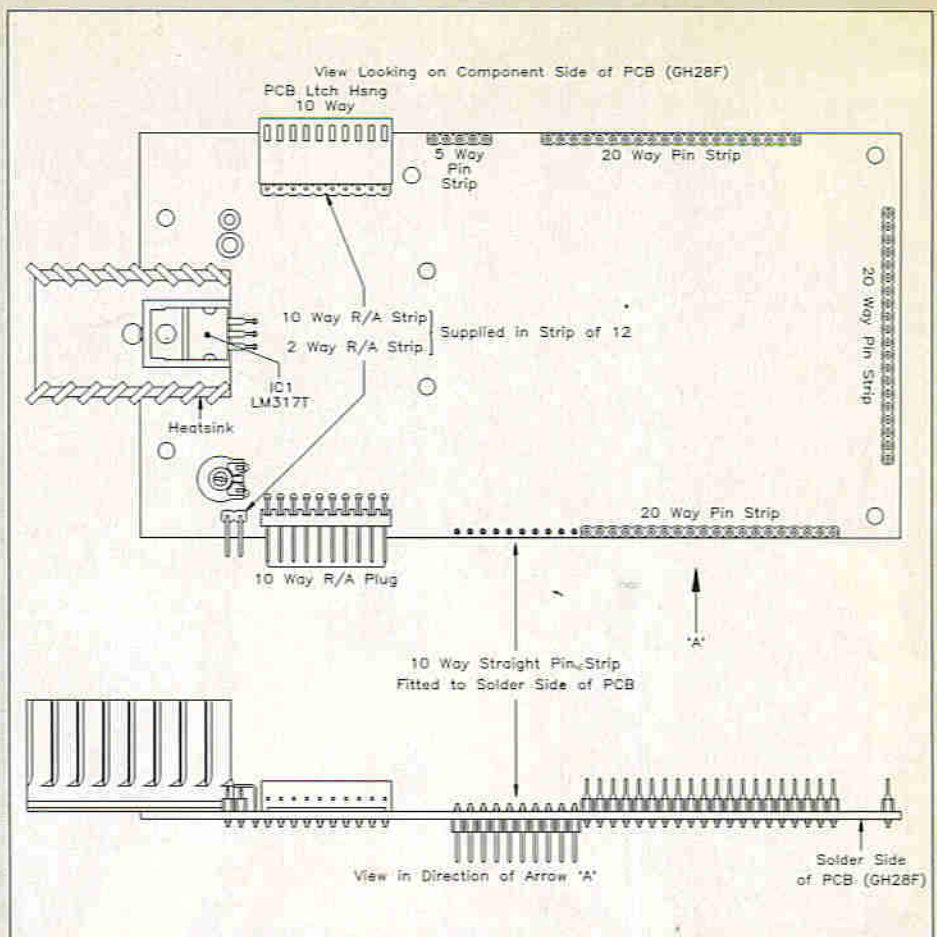 View Looking on Component Side of PCB (GH28F)
PCB Ltch Hsng
10 Way
5 Way
Pin
Strip
20 Way Pin Strip
20 Way Pin Strip
10 Way R/A Strip
2 Way R/A Strip
Supplied in Strip of 12
IC1
LM317T
Heatsink
20 Way Pin Strip
10 Way R/A Plug
'A'
10 Way Straight Pin Strip
Fitted to Solder Side of PCB
View in Direction of Arrow 'A'
Solder Side
of PCB (GH28F)